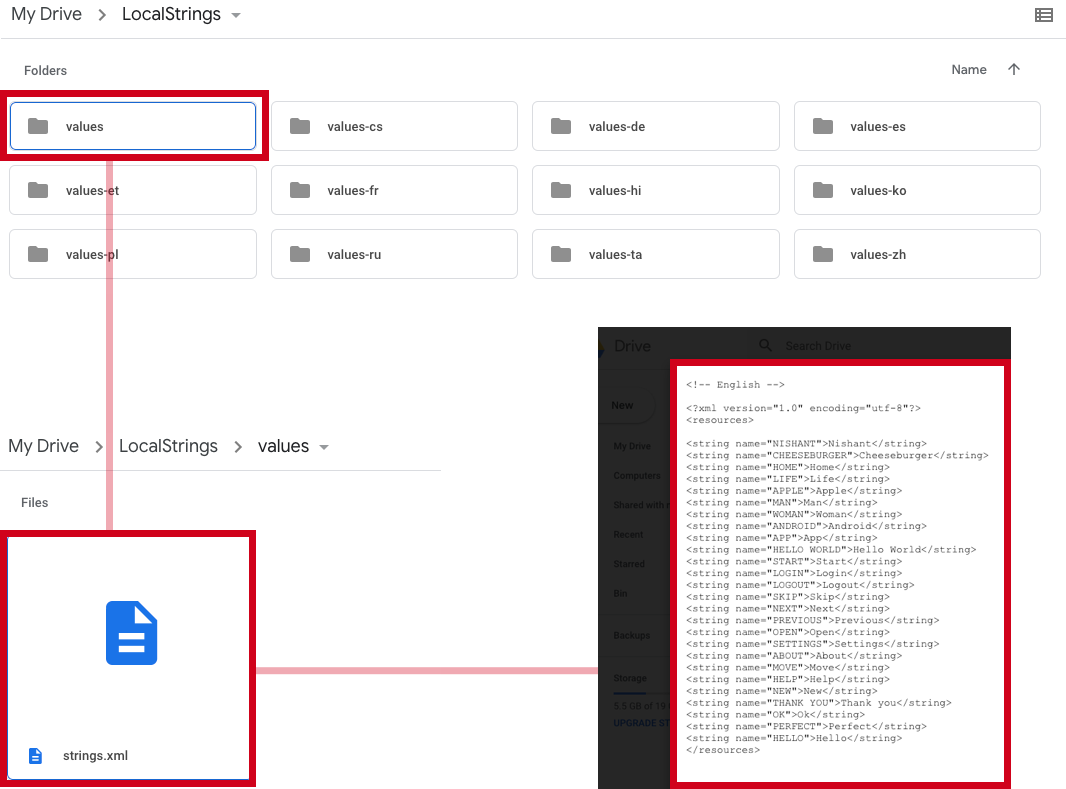 My Drive > LocalStrings
Folders
Name
values
values-cs
values-de
values-es
values-et
values-fr
values-hi
values-ko
values-pl
values-ru
values-ta
values-zh
My Drive > LocalStrings > values
Files
strings.xml
Drive
Search Drive
New
My Drive
Computers
Shared with
Recent
Starred
Bin
Backups
Storage
5.5 GB of
UPGRADE
<!-- English -->
<?xml version="1.0" encoding="utf-8"?>
<resources>
<string name="NISHANT">Nishant</string>
<string name="CHEESEBURGER">Cheeseburger</string>
<string name="HOME">Home</string>
<string name="LIFE">Life</string>
<string name="APPLE">Apple</string>
<string name="MAN">Man</string>
<string name="WOMAN">Woman</string>
<string name="ANDROID">Android</string>
<string name="APP">App</string>
<string name="HELLO WORLD">Hello World</string>
<string name="START">Start</string>
<string name="LOGIN">Login</string>
<string name="LOGOUT">Logout</string>
<string name="SKIP">Skip</string>
<string name="NEXT">Next</string>
<string name="PREVIOUS">Previous</string>
<string name="OPEN">Open</string>
<string name="SETTINGS">Settings</string>
<string name="ABOUT">About</string>
<string name="MOVE">Move</string>
<string name="HELP">Help</string>
<string name="NEW">New</string>
<string name="THANK YOU">Thank you</string>
<string name="OK">Ok</string>
<string name="PERFECT">Perfect</string>
<string name="HELLO">Hello</string>
</resources>